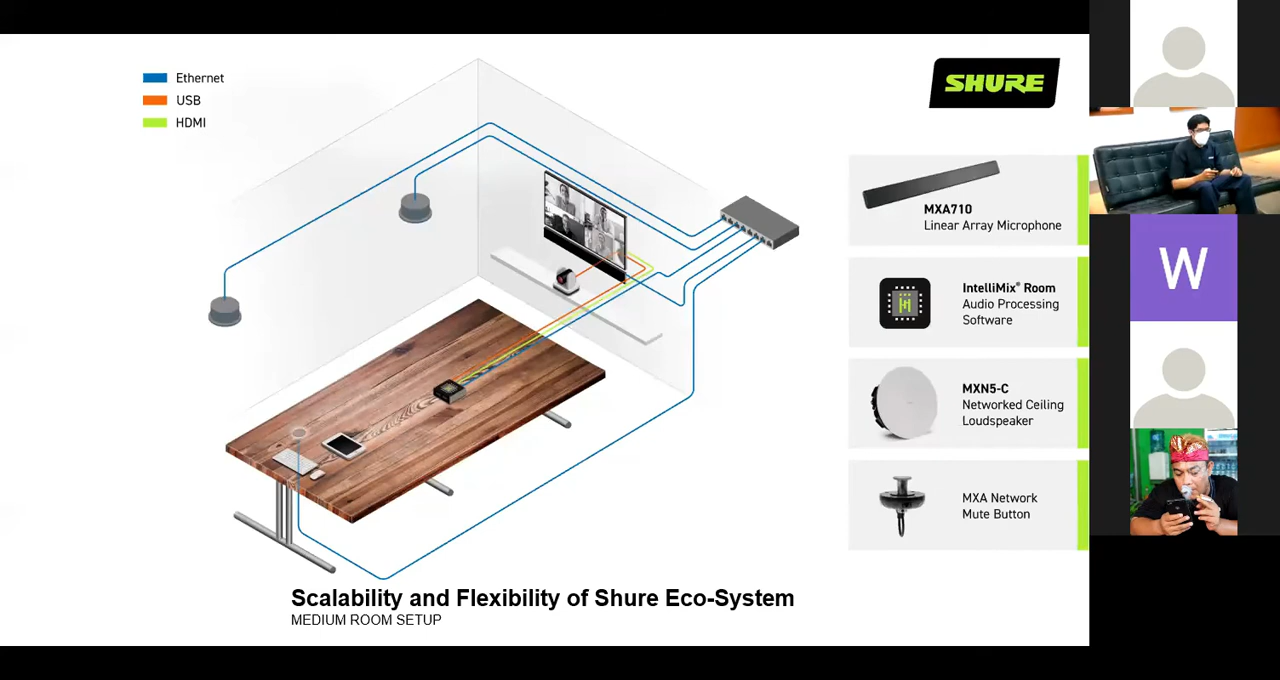 Ethernet
USB
HDMI
SHURE
MXA710
Linear Array Microphone
IntelliMix® Room
Audio Processing
Software
MXN5-C
Networked Ceiling
Loudspeaker
MXA Network
Mute Button
W
Scalability and Flexibility of Shure Eco-System
MEDIUM ROOM SETUP